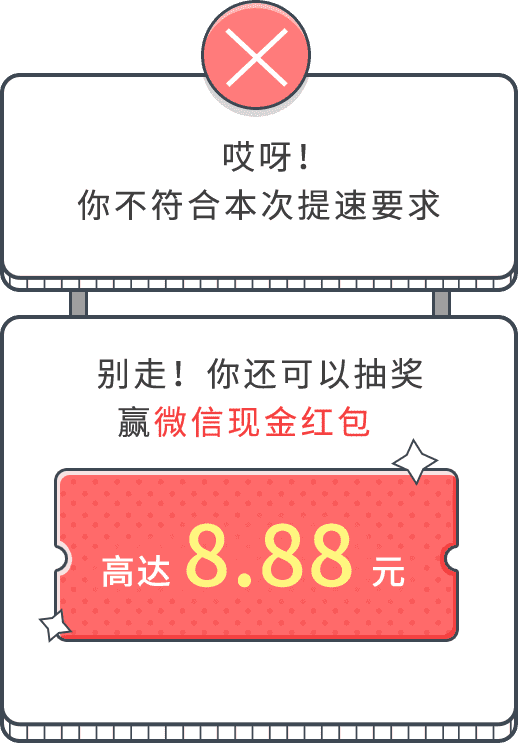 哎呀！
你不符合本次提速要求
别走！你还可以抽奖
赢微信现金红包
高达 8.88 元